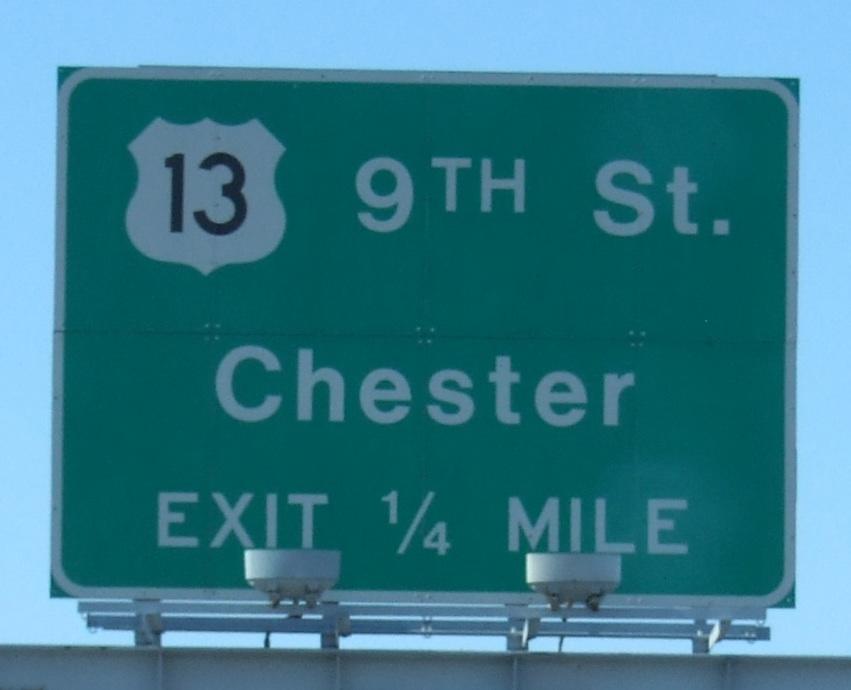 13 9TH St.
Chester
EXIT 1/4 MILE